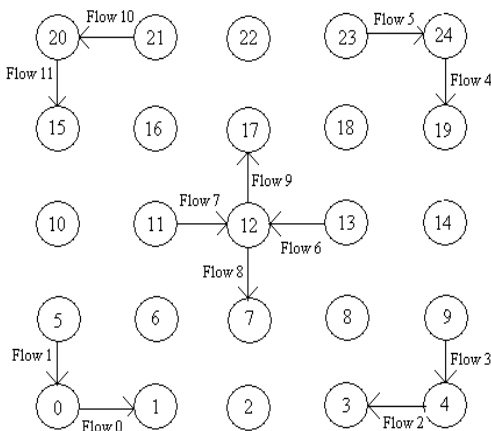 Flow 10
Flow 5
20 21 22 23 24
Flow 11
Flow 4
15 16 17 18 19
Flow 9
Flow 7
10 11 12 13 14
Flow 6
Flow 8
5 6 7 8 9
Flow 1
Flow 3
0 1 2 3 4
Flow 0
Flow 2